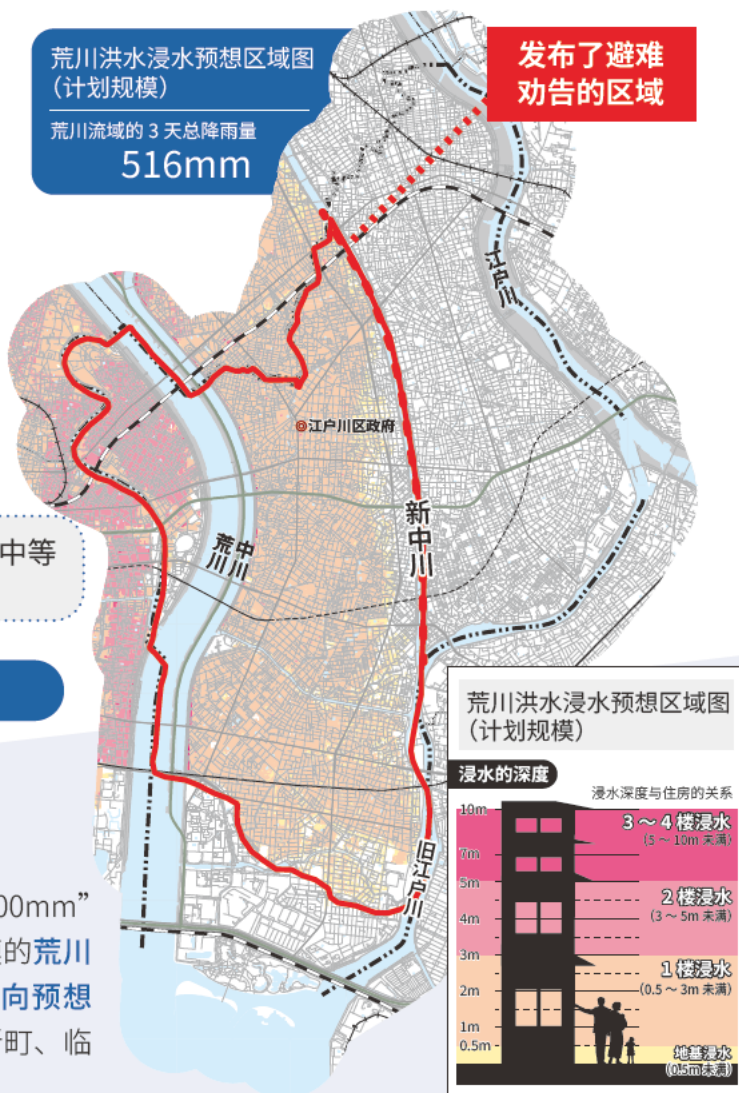 荒川洪水浸水预想区域图
（计划规模）
荒川流域的 3 天总降雨量
516mm
发布了避难
劝告的区域
江户川
江户川区政府
新中川
中川
荒川
中等
旧江户川
00mm”
的荒川
向预想
町、临
荒川洪水浸水预想区域图
（计划规模）
浸水的深度
浸水深度与住房的关系
10m
3 ～ 4 楼浸水
（5 ～ 10m 未满）
7m
5m
2 楼浸水
（3 ～ 5m 未满）
4m
3m
1 楼浸水
（0.5 ～ 3m 未满）
2m
1m
0.5m
地基浸水
（0.5m 未满）